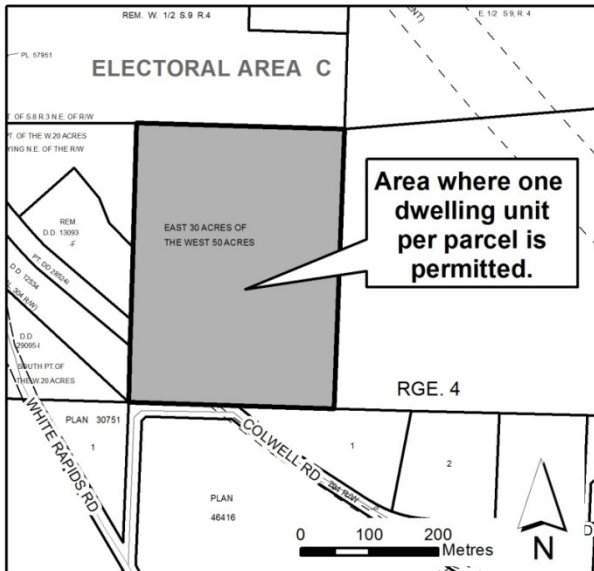 REM. W. 1/2 S.9 R.4
E 1/2 S.9, R. 4
PL. 57951
ELECTORAL AREA C
T. OF S.8 R.3 N.E. OF R/W
PT. OF THE W.20 ACRES
YING N.E. OF THE R/W
Area where one
dwelling unit
per parcel is
permitted.
REM.
D.D. 13093
EAST 30 ACRES OF
THE WEST 50 ACRES
PT. DD 28524I
D.D 12534
304 R/W)
D.D
29095-I
SOUTH PT. OF
THE W. 20 ACRES
RGE. 4
PLAN 30751
1
WHITE RAPIDS RD
COLWELL RD
1
2
R/W
PLAN
46416
0 100 200
Metres
N